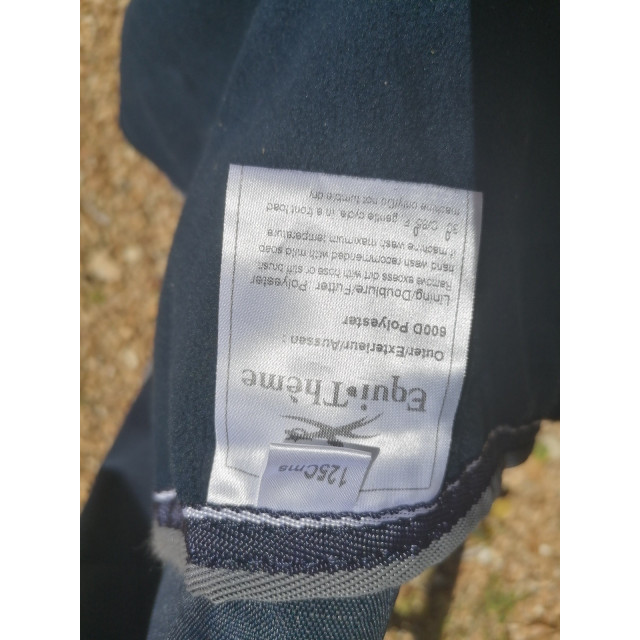 125Cms
Equi·Thème
Outer/Exterieur/Aussen :
600D Polyester
Lining/Doublure/Futter Polyester
Remove excess dirt with hose or stiff brush
hand wash recommended with mild soap
if machine wash maximum temperature
gentle cycle, in a front load
machine only/Do not tumble dry